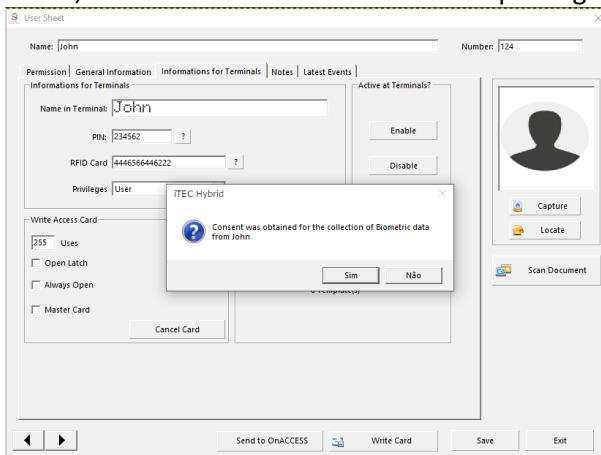 User Sheet
Name: John
Number: 124
Permission General Information Informations for Terminals Notes Latest Events
Informations for Terminals
Active at Terminals?
Name in Terminal: John
Enable
PIN: 234562 ?
RFID Card 4446566446222 ?
Disable
Privileges User
iTEC Hybrid
Capture
Write Access Card
Consent was obtained for the collection of Biometric data
from John
Locate
255 Uses
Open Latch
Sim Não
Scan Document
Always Open
Master Card
Cancel Card
Send to OnACCESS Write Card Save Exit